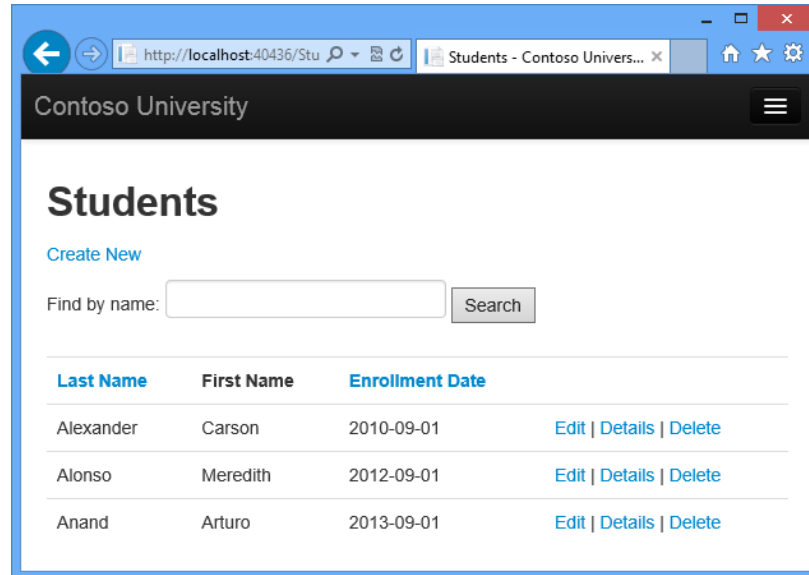 http://localhost:40436/Stu
Students - Contoso Univers...
Contoso University
Students
Create New
Find by name:
Search
Last Name First Name Enrollment Date
Alexander Carson 2010-09-01 Edit | Details | Delete
Alonso Meredith 2012-09-01 Edit | Details | Delete
Anand Arturo 2013-09-01 Edit | Details | Delete